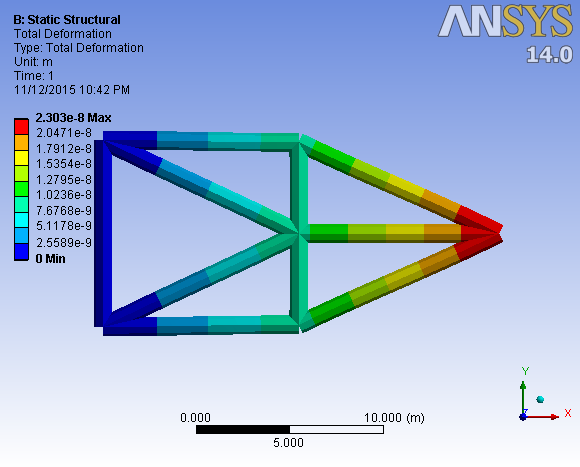 B: Static Structural
Total Deformation
Type: Total Deformation
Unit: m
Time: 1
11/12/2015 10:42 PM
ANSYS
14.0
2.303e-8 Max
2.0471e-8
1.7912e-8
1.5354e-8
1.2795e-8
1.0236e-8
7.6768e-9
5.1178e-9
2.5589e-9
0 Min
0.000
10.000 (m)
5.000
Y
Z
X